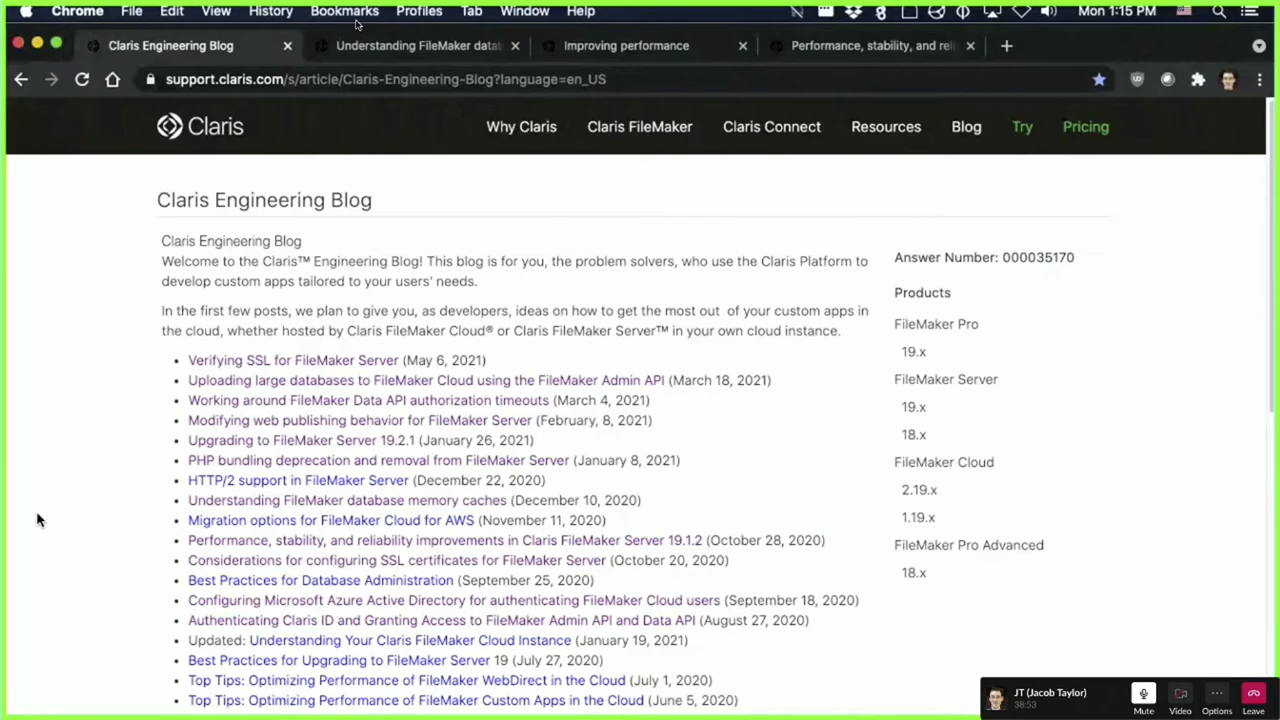 Chrome File Edit View History Bookmarks Profiles Tab Window Help Mon 1:15 PM
Claris Engineering Blog Understanding FileMaker datab Improving performance Performance, stability, and reli
support.claris.com/s/article/Claris-Engineering-Blog?language=en_US
Claris Why Claris Claris FileMaker Claris Connect Resources Blog Try Pricing
Claris Engineering Blog
Claris Engineering Blog
Welcome to the Claris™ Engineering Blog! This blog is for you, the problem solvers, who use the Claris Platform to
develop custom apps tailored to your users' needs.
In the first few posts, we plan to give you, as developers, ideas on how to get the most out of your custom apps in
the cloud, whether hosted by Claris FileMaker Cloud® or Claris FileMaker Server™ in your own cloud instance.
• Verifying SSL for FileMaker Server (May 6, 2021)
• Uploading large databases to FileMaker Cloud using the FileMaker Admin API (March 18, 2021)
• Working around FileMaker Data API authorization timeouts (March 4, 2021)
• Modifying web publishing behavior for FileMaker Server (February, 8, 2021)
• Upgrading to FileMaker Server 19.2.1 (January 26, 2021)
• PHP bundling deprecation and removal from FileMaker Server (January 8, 2021)
• HTTP/2 support in FileMaker Server (December 22, 2020)
• Understanding FileMaker database memory caches (December 10, 2020)
• Migration options for FileMaker Cloud for AWS (November 11, 2020)
• Performance, stability, and reliability improvements in Claris FileMaker Server 19.1.2 (October 28, 2020)
• Considerations for configuring SSL certificates for FileMaker Server (October 20, 2020)
• Best Practices for Database Administration (September 25, 2020)
• Configuring Microsoft Azure Active Directory for authenticating FileMaker Cloud users (September 18, 2020)
• Authenticating Claris ID and Granting Access to FileMaker Admin API and Data API (August 27, 2020)
• Updated: Understanding Your Claris FileMaker Cloud Instance (January 19, 2021)
• Best Practices for Upgrading to FileMaker Server 19 (July 27, 2020)
• Top Tips: Optimizing Performance of FileMaker WebDirect in the Cloud (July 1, 2020)
• Top Tips: Optimizing Performance of FileMaker Custom Apps in the Cloud (June 5, 2020)
Answer Number: 000035170
Products
FileMaker Pro
19.x
FileMaker Server
19.x
18.x
FileMaker Cloud
2.19.x
1.19.x
FileMaker Pro Advanced
18.x
JT (Jacob Taylor)
38:53
Mute Video Options Leave